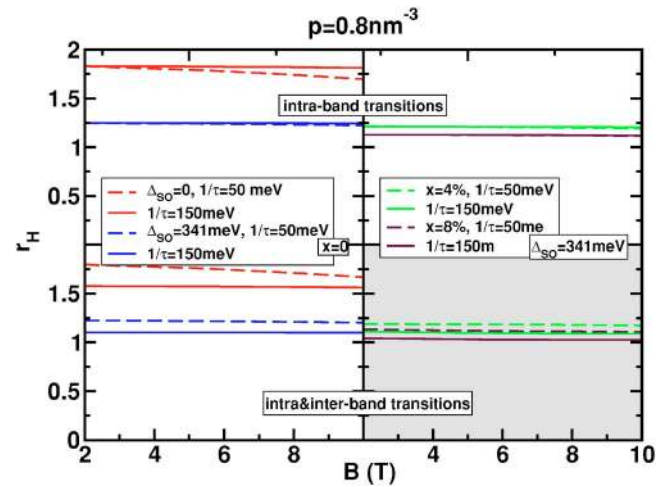 p=0.8nm⁻³
r_H
2
1.5
1
0.5
intra-band transitions
Δ_SO=0, 1/τ=50 meV
1/τ=150meV
Δ_SO=341meV, 1/τ=50meV
1/τ=150meV
x=0
x=4%, 1/τ=50meV
1/τ=150meV
x=8%, 1/τ=50me
1/τ=150m
Δ_SO=341meV
1.5
1
0.5
0
intra&inter-band transitions
2 4 6 8 4 6 8 10
B (T)